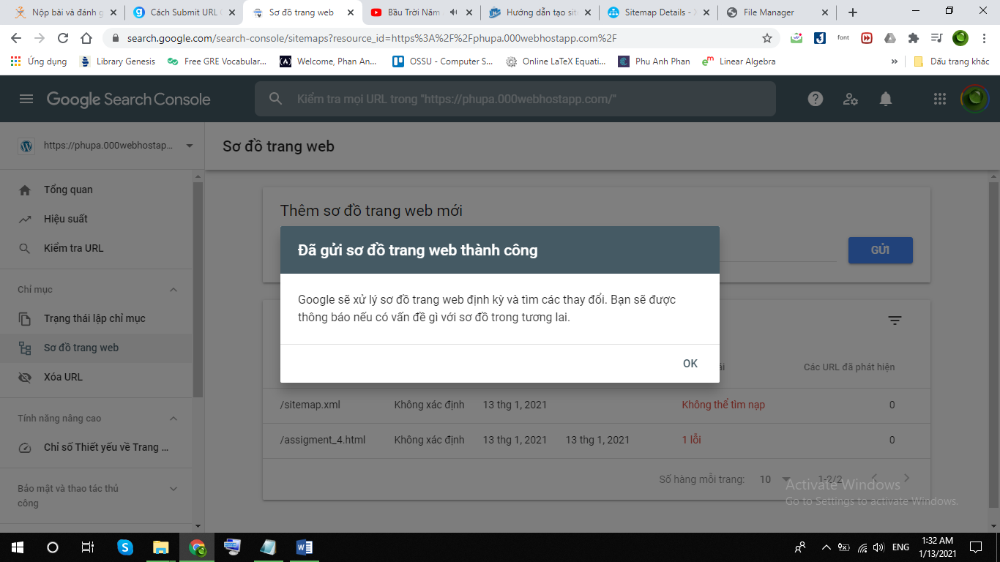 Nộp bài và đánh g
Cách Submit URL
Sơ đồ trang web
Bầu Trời Năm
Hướng dẫn tạo site
Sitemap Details -
File Manager
search.google.com/search-console/sitemaps?resource_id=https%3A%2F%2Fphupa.000webhostapp.com%2F
font
Ứng dụng
Library Genesis
Free GRE Vocabular...
Welcome, Phan An...
OSSU - Computer S...
Online LaTeX Equati...
Phu Anh Phan
Linear Algebra
»
Dấu trang khác
Google Search Console
Kiểm tra mọi URL trong "https://phupa.000webhostapp.com/"
https://phupa.000webhostap...
Sơ đồ trang web
Tổng quan
Hiệu suất
Kiểm tra URL
Chỉ mục
Trạng thái lập chỉ mục
Sơ đồ trang web
Xóa URL
Tính năng nâng cao
Chỉ số Thiết yếu về Trang ...
Bảo mật và thao tác thủ
công
Thêm sơ đồ trang web mới
GỬI
Đã gửi sơ đồ trang web thành công
Google sẽ xử lý sơ đồ trang web định kỳ và tìm các thay đổi. Bạn sẽ được
thông báo nếu có vấn đề gì với sơ đồ trong tương lai.
OK
ái
Các URL đã phát hiện
/sitemap.xml Không xác định 13 thg 1, 2021 Không thể tìm nạp 0
/assigment_4.html Không xác định 13 thg 1, 2021 13 thg 1, 2021 1 lỗi 0
Số hàng mỗi trang: 10 1-2/2
Activate Windows
Go to Settings to activate Windows.
ENG
1:32 AM
1/13/2021